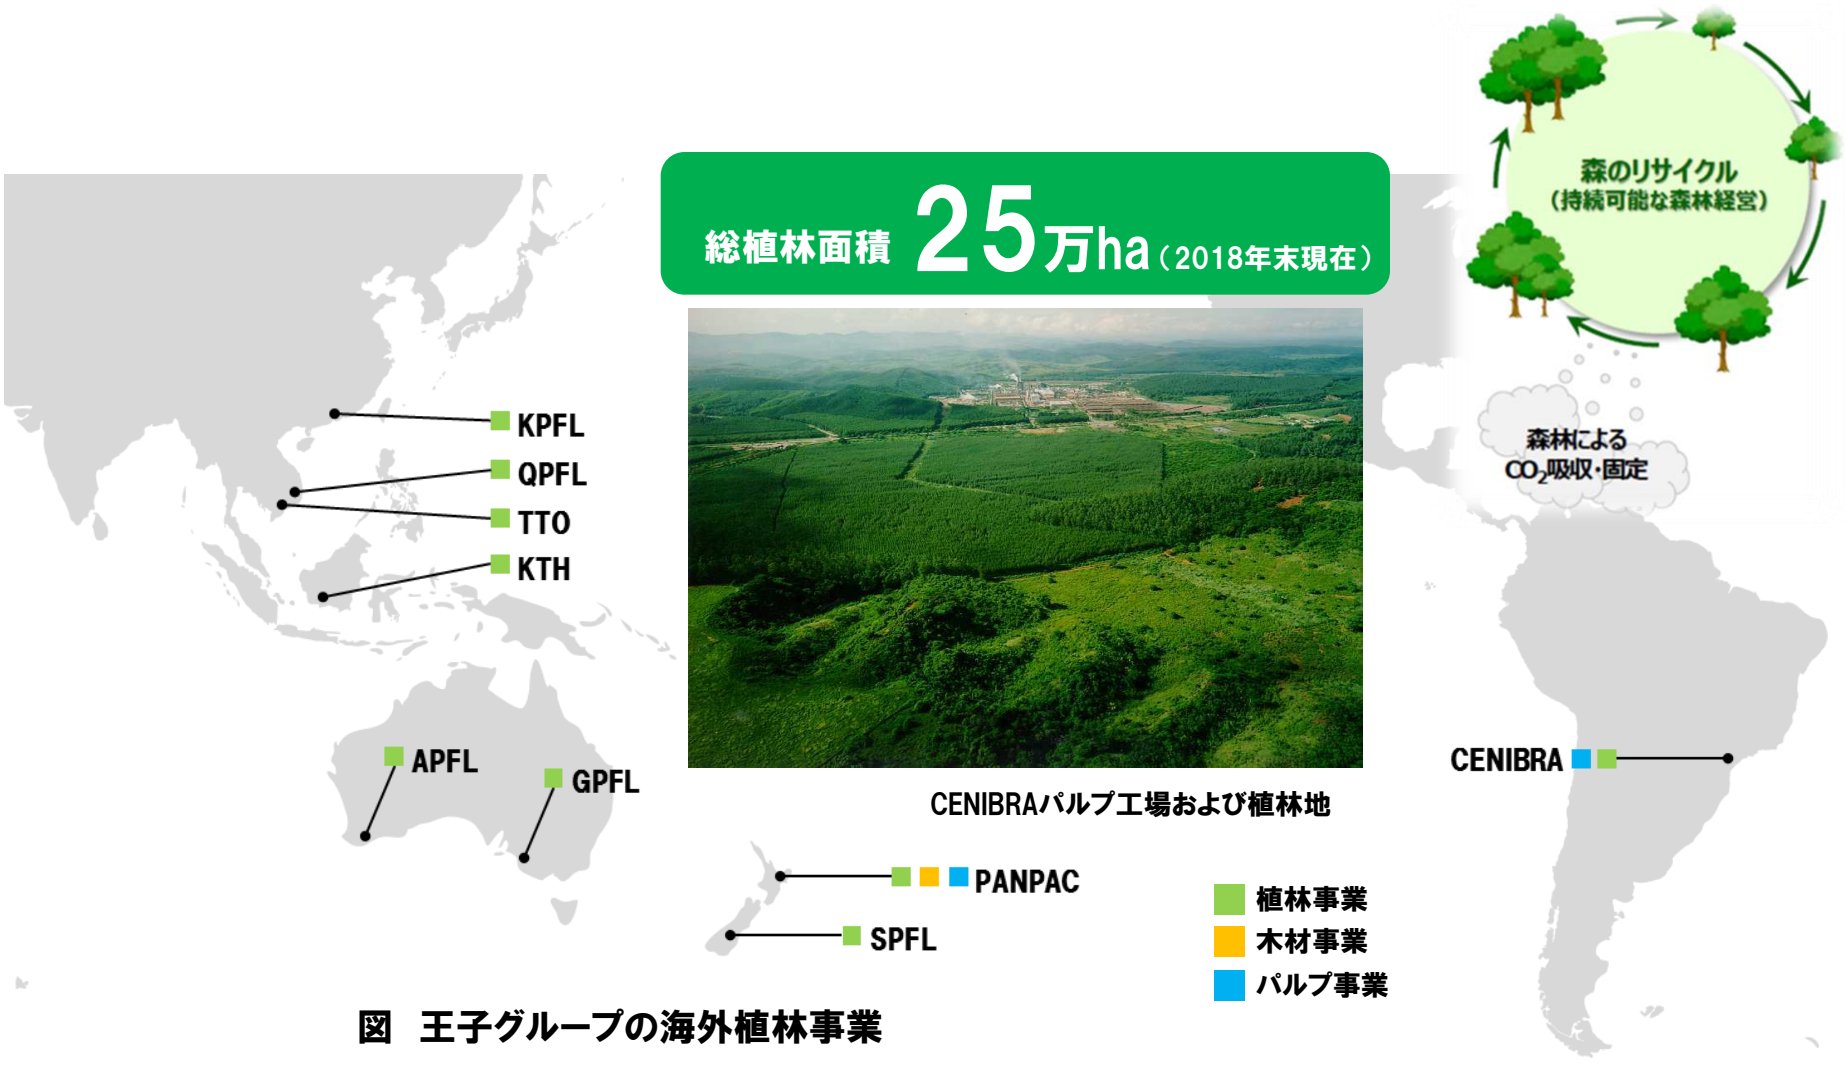 森のリサイクル
(持続可能な森林経営)
総植林面積 25万ha(2018年末現在)
森林による
CO₂吸収・固定
KPFL
QPFL
TTO
KTH
APFL
GPFL
CENIBRA
CENIBRAパルプ工場および植林地
PANPAC
SPFL
植林事業
木材事業
パルプ事業
図 王子グループの海外植林事業